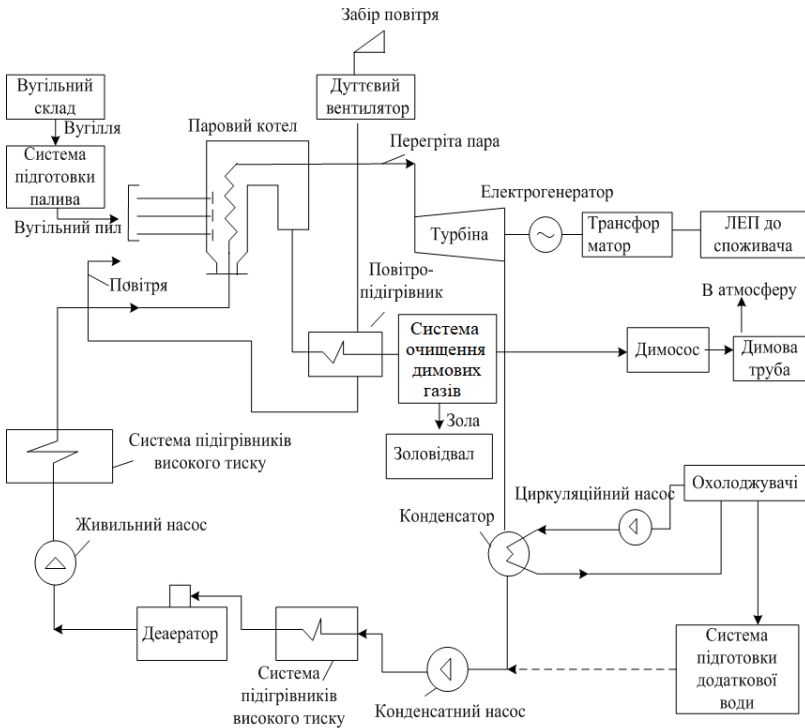 Забір повітря
Вугільний
склад
Дуттєвий
вентилятор
Вугілля
Паровий котел
Перегріта пара
Система
підготовки
палива
Електрогенератор
Вугільний пил
Турбіна
Трансфор
матор
ЛЕП до
споживача
Повітря
Повітро-
підігрівник
В атмосферу
Система
очищення
димових
газів
Димосос
Димова
труба
Зола
Золовідвал
Система підігрівників
високого тиску
Циркуляційний насос
Охолоджувачі
Конденсатор
Живильний насос
Деаератор
Система
підігрівників
високого тиску
Конденсатний насос
Система
підготовки
додаткової
води